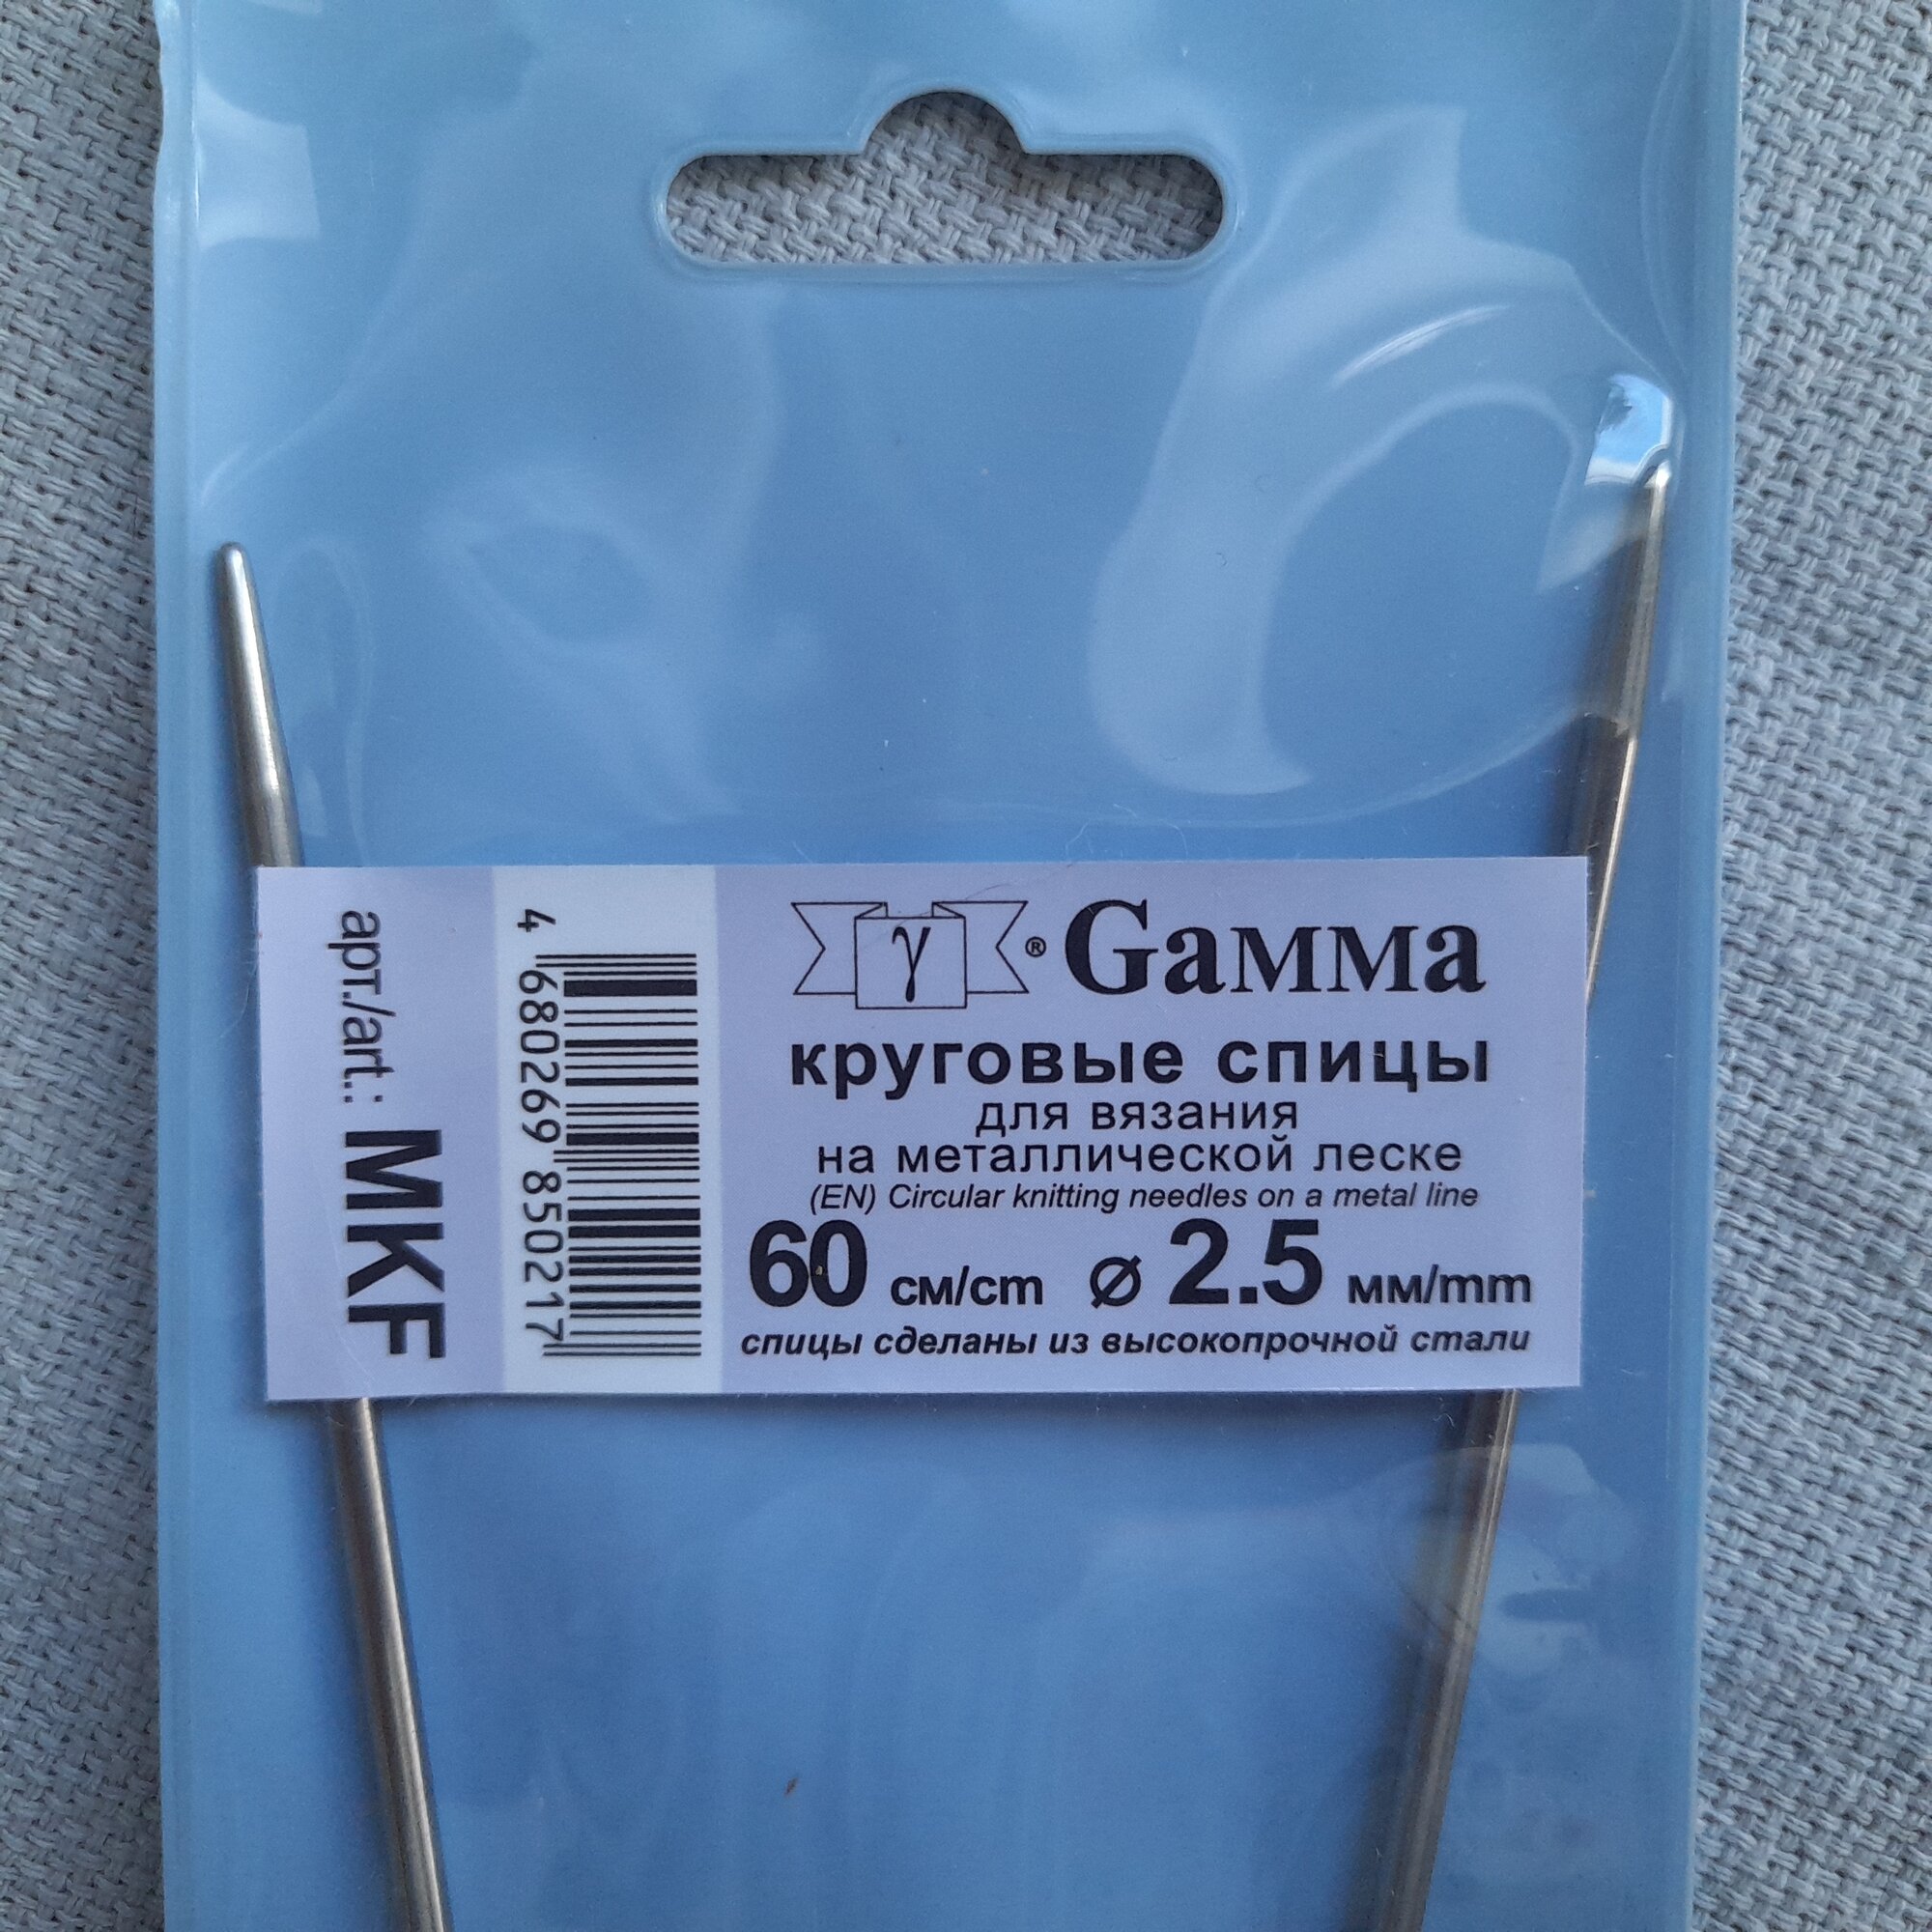 арт./art.: MKF
4 680269 850217
γ® Gамма
круговые спицы
для вязания
на металлической леске
(EN) Circular knitting needles on a metal line
60 см/cm ⌀ 2.5 мм/mm
спицы сделаны из высокопрочной стали